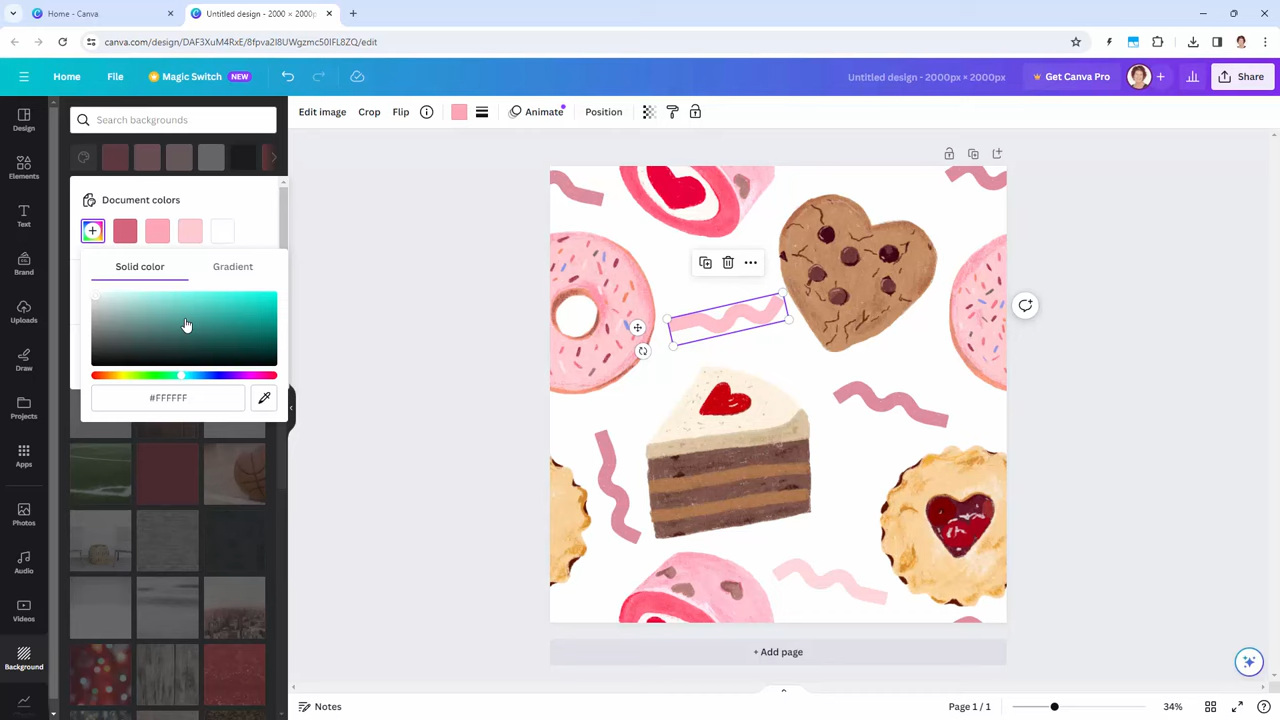 Home - Canva
Untitled design - 2000 × 2000p
canva.com/design/DAF3XuM4RxE/8fpva2I8UWgzmc50IFL8ZQ/edit
Home
File
Magic Switch
NEW
Untitled design - 2000px × 2000px
Get Canva Pro
Share
Design
Elements
Text
Brand
Uploads
Draw
Projects
Apps
Photos
Audio
Videos
Background
Search backgrounds
Document colors
Solid color
Gradient
#FFFFFF
Edit image
Crop
Flip
Animate
Position
+ Add page
Notes
Page 1 / 1
34%